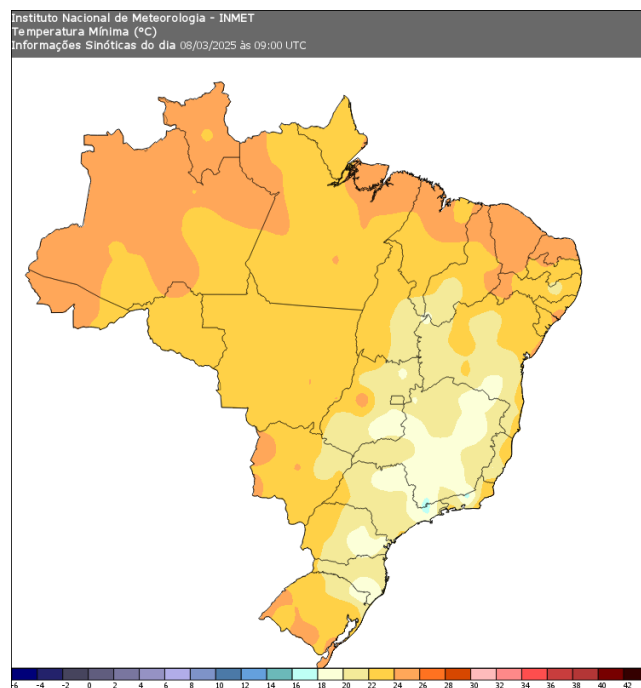 Instituto Nacional de Meteorologia - INMET
Temperatura Mínima (°C)
Informações Sinóticas do dia 08/03/2025 às 09:00 UTC
-6 -4 -2 0 2 4 6 8 10 12 14 16 18 20 22 24 26 28 30 32 34 36 38 40 42